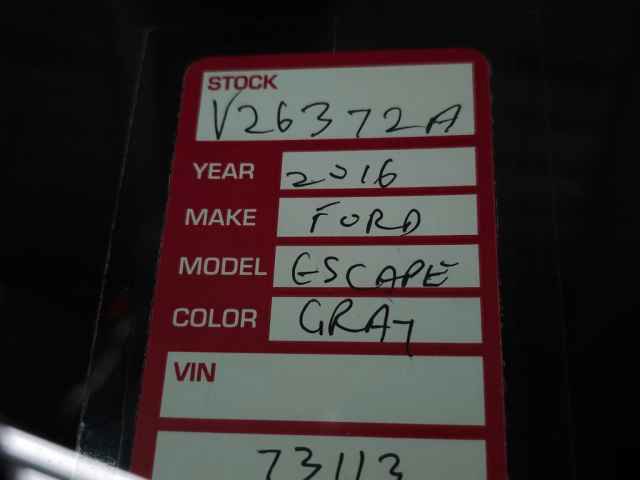 STOCK
V26372A
YEAR 2016
MAKE FORD
MODEL ESCAPE
COLOR GRAY
VIN
73113